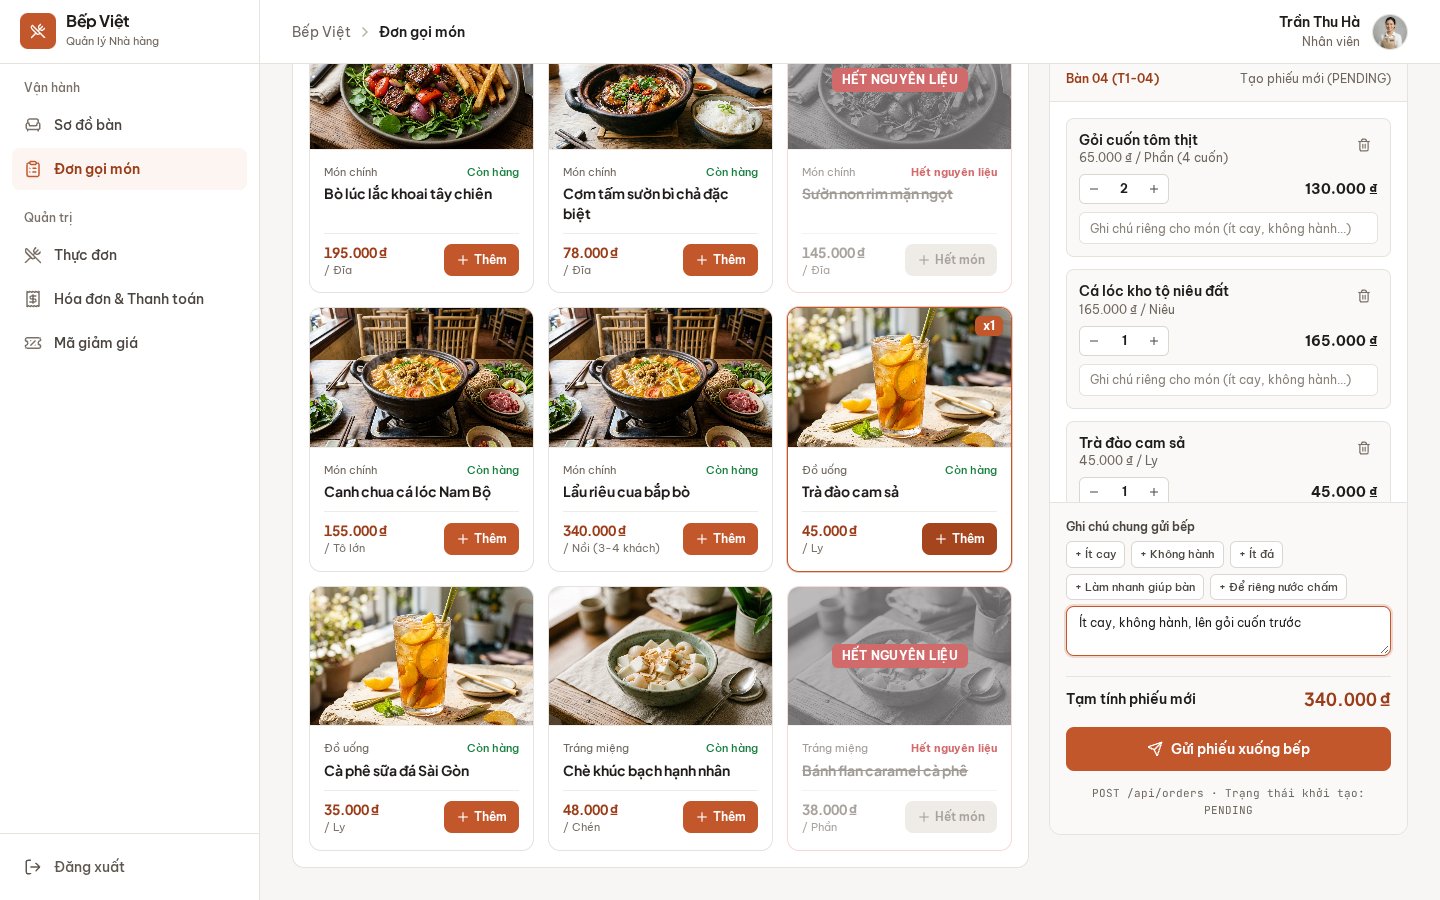 Bếp Việt
Quản lý Nhà hàng
Vận hành
Sơ đồ bàn
Đơn gọi món
Quản trị
Thực đơn
Hóa đơn & Thanh toán
Mã giảm giá
Đăng xuất
Bếp Việt > Đơn gọi món
Trần Thu Hà
Nhân viên
HẾT NGUYÊN LIỆU
Món chính Còn hàng
Bò lúc lắc khoai tây chiên
195.000 ₫
/ Đĩa
+ Thêm
Món chính Còn hàng
Cơm tấm sườn bì chả đặc
biệt
78.000 ₫
/ Đĩa
+ Thêm
Món chính Hết nguyên liệu
Sườn non rim mặn ngọt
145.000 ₫
/ Đĩa
+ Hết món
Món chính Còn hàng
Canh chua cá lóc Nam Bộ
155.000 ₫
/ Tô lớn
+ Thêm
Món chính Còn hàng
Lẩu riêu cua bắp bò
340.000 ₫
/ Nồi (3-4 khách)
+ Thêm
x1
Đồ uống Còn hàng
Trà đào cam sả
45.000 ₫
/ Ly
+ Thêm
Đồ uống Còn hàng
Cà phê sữa đá Sài Gòn
35.000 ₫
/ Ly
+ Thêm
Tráng miệng Còn hàng
Chè khúc bạch hạnh nhân
48.000 ₫
/ Chén
+ Thêm
HẾT NGUYÊN LIỆU
Tráng miệng Hết nguyên liệu
Bánh flan caramel cà phê
38.000 ₫
/ Phần
+ Hết món
Bàn 04 (T1-04) Tạo phiếu mới (PENDING)
Gỏi cuốn tôm thịt
65.000 ₫ / Phần (4 cuốn)
− 2 + 130.000 ₫
Ghi chú riêng cho món (ít cay, không hành...)
Cá lóc kho tộ niêu đất
165.000 ₫ / Niêu
− 1 + 165.000 ₫
Ghi chú riêng cho món (ít cay, không hành...)
Trà đào cam sả
45.000 ₫ / Ly
− 1 + 45.000 ₫
Ghi chú chung gửi bếp
+ Ít cay + Không hành + Ít đá
+ Làm nhanh giúp bàn + Để riêng nước chấm
Ít cay, không hành, lên gỏi cuốn trước
Tạm tính phiếu mới 340.000 ₫
Gửi phiếu xuống bếp
POST /api/orders · Trạng thái khởi tạo:
PENDING